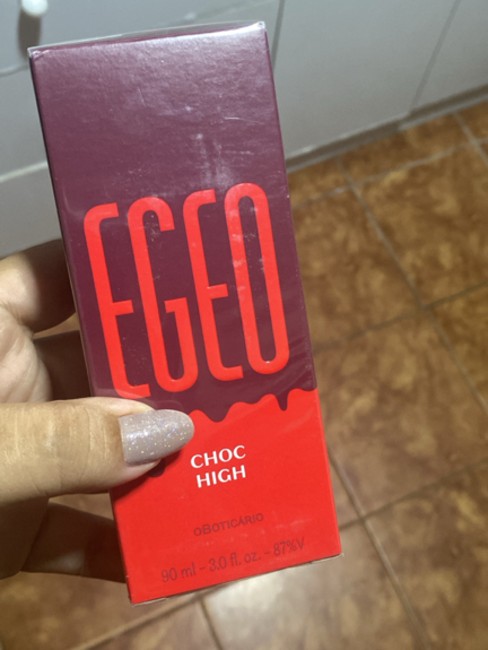 EGEO
CHOC
HIGH
oBOTICÁRIO
90 ml - 3.0 fl. oz. - 87%V